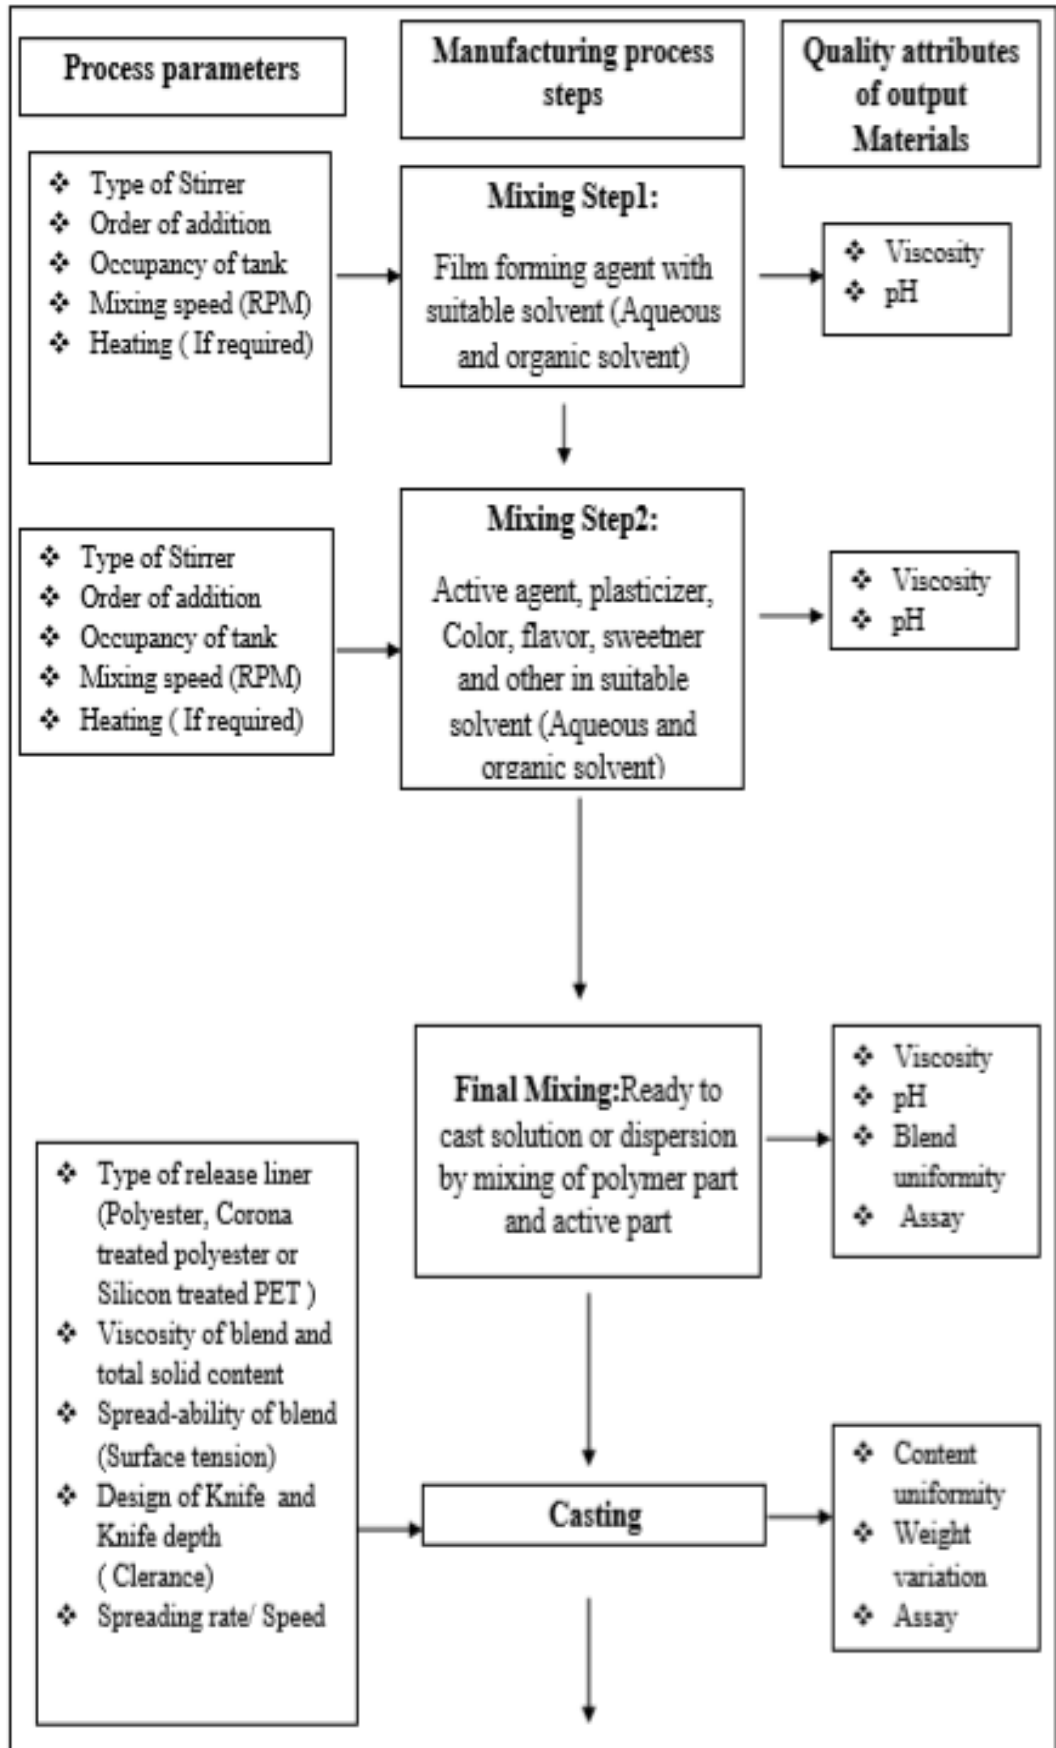 Process parameters
Manufacturing process
steps
Quality attributes
of output
Materials
❖ Type of Stirrer
❖ Order of addition
❖ Occupancy of tank
❖ Mixing speed (RPM)
❖ Heating ( If required)
Mixing Step1:
Film forming agent with
suitable solvent (Aqueous
and organic solvent)
❖ Viscosity
❖ pH
❖ Type of Stirrer
❖ Order of addition
❖ Occupancy of tank
❖ Mixing speed (RPM)
❖ Heating ( If required)
Mixing Step2:
Active agent, plasticizer,
Color, flavor, sweetner
and other in suitable
solvent (Aqueous and
organic solvent)
❖ Viscosity
❖ pH
Final Mixing:Ready to
cast solution or dispersion
by mixing of polymer part
and active part
❖ Viscosity
❖ pH
❖ Blend
uniformity
❖ Assay
❖ Type of release liner
(Polyester, Corona
treated polyester or
Silicon treated PET )
❖ Viscosity of blend and
total solid content
❖ Spread-ability of blend
(Surface tension)
❖ Design of Knife and
Knife depth
( Clerance)
❖ Spreading rate/ Speed
Casting
❖ Content
uniformity
❖ Weight
variation
❖ Assay